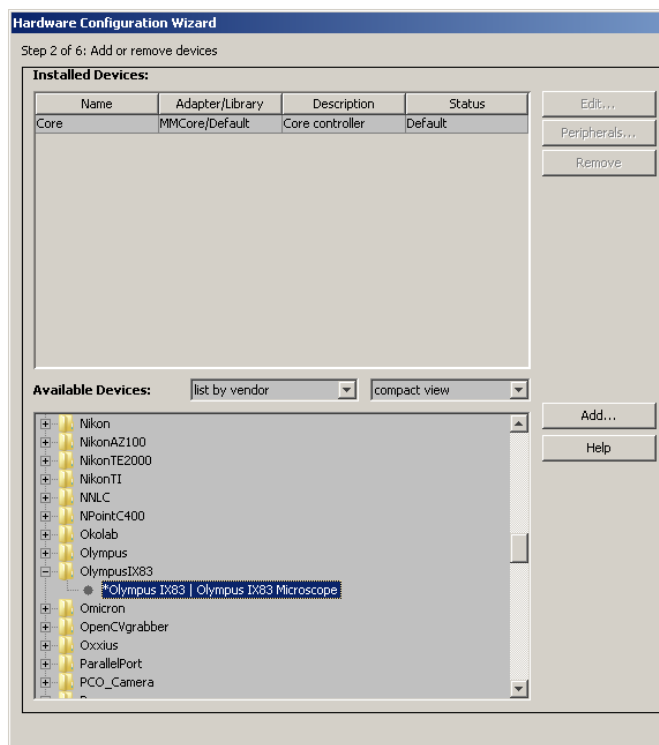 Hardware Configuration Wizard
Step 2 of 6: Add or remove devices
Installed Devices:
Name Adapter/Library Description Status
Core MMCore/Default Core controller Default
Edit...
Peripherals...
Remove
Available Devices: list by vendor compact view
Add...
Help
Nikon
NikonAZ100
NikonTE2000
NikonTI
NNLC
NPointC400
Okolab
Olympus
OlympusIX83
*Olympus IX83 | Olympus IX83 Microscope
Omicron
OpenCVgrabber
Oxxius
ParallelPort
PCO_Camera